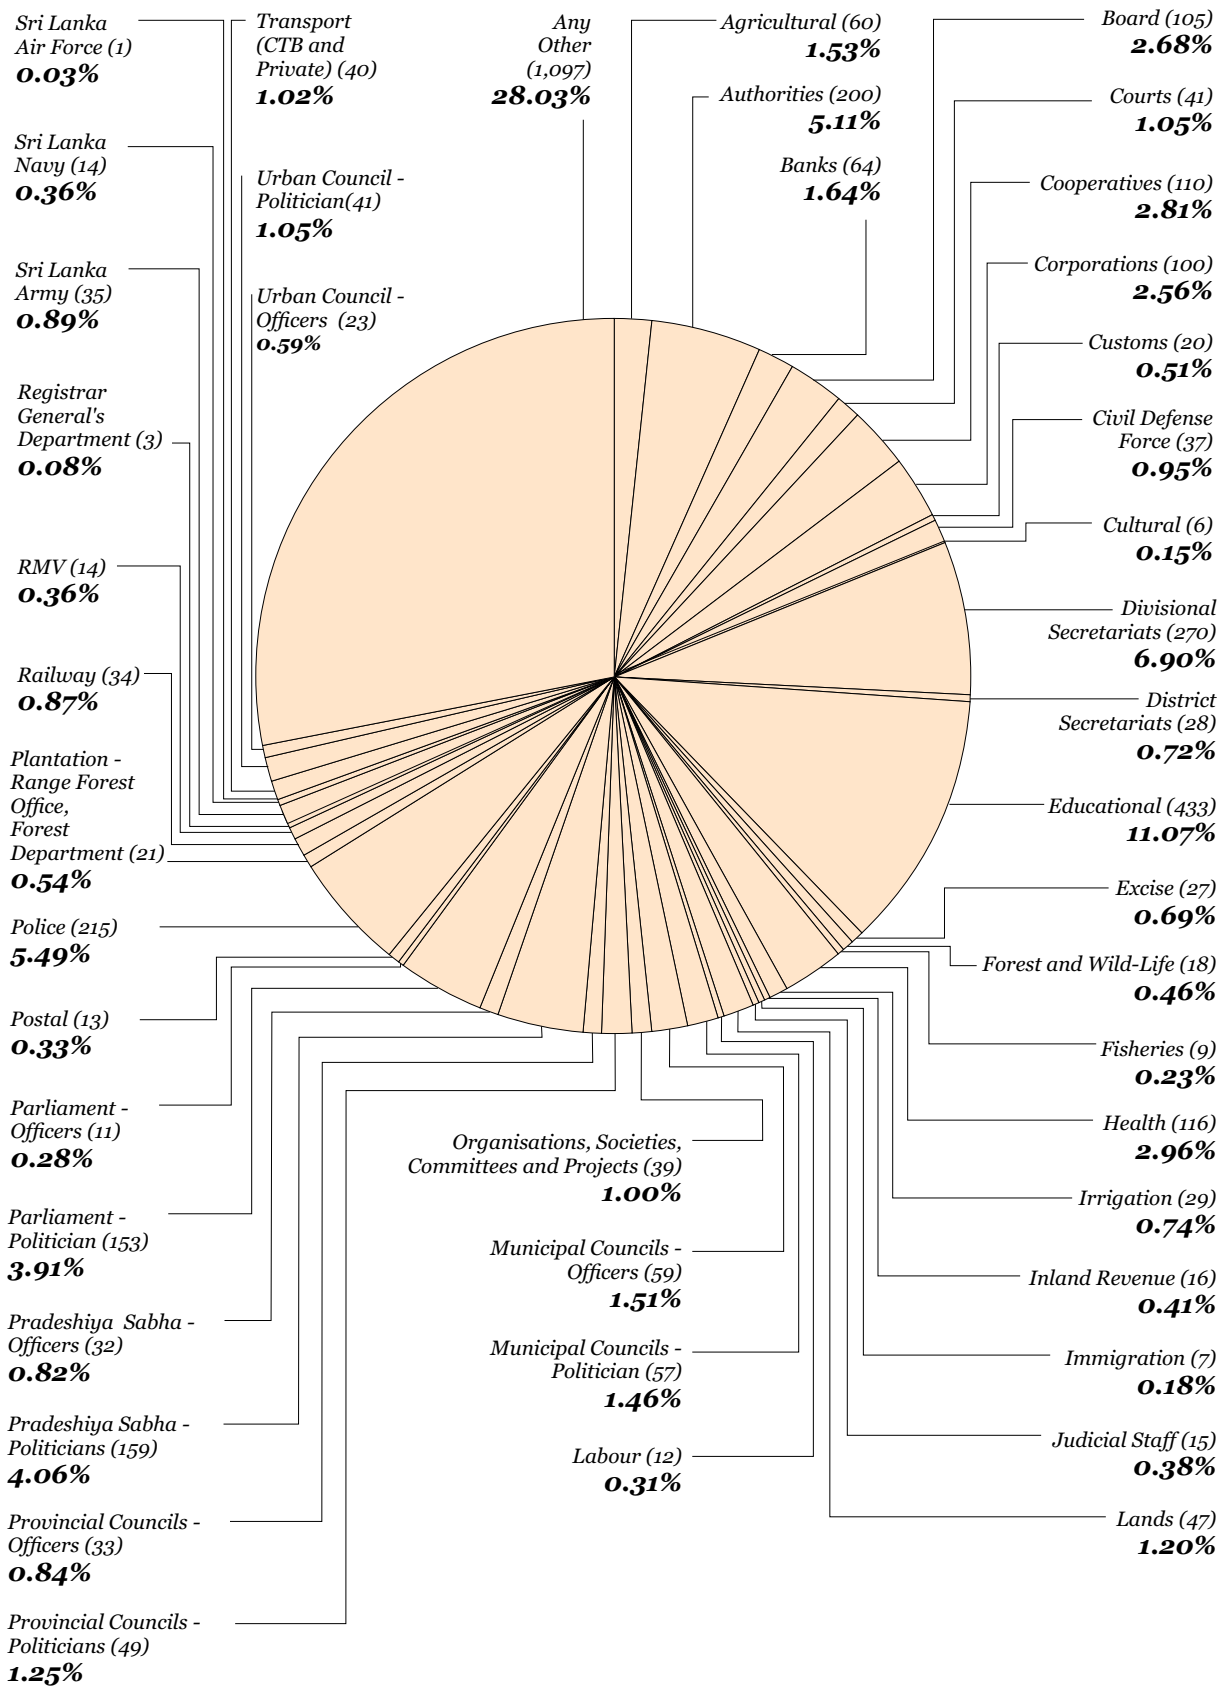 Sri Lanka
Air Force (1)
0.03%
Transport
(CTB and
Private) (40)
1.02%
Any
Other
(1,097)
28.03%
Agricultural (60)
1.53%
Authorities (200)
5.11%
Banks (64)
1.64%
Board (105)
2.68%
Courts (41)
1.05%
Cooperatives (110)
2.81%
Corporations (100)
2.56%
Customs (20)
0.51%
Civil Defense
Force (37)
0.95%
Cultural (6)
0.15%
Divisional
Secretariats (270)
6.90%
District
Secretariats (28)
0.72%
Educational (433)
11.07%
Excise (27)
0.69%
Forest and Wild-Life (18)
0.46%
Fisheries (9)
0.23%
Health (116)
2.96%
Irrigation (29)
0.74%
Inland Revenue (16)
0.41%
Immigration (7)
0.18%
Judicial Staff (15)
0.38%
Lands (47)
1.20%
Organisations, Societies,
Committees and Projects (39)
1.00%
Municipal Councils -
Officers (59)
1.51%
Municipal Councils -
Politician (57)
1.46%
Labour (12)
0.31%
Sri Lanka
Navy (14)
0.36%
Urban Council -
Politician(41)
1.05%
Sri Lanka
Army (35)
0.89%
Urban Council -
Officers (23)
0.59%
Registrar
General's
Department (3)
0.08%
RMV (14)
0.36%
Railway (34)
0.87%
Plantation -
Range Forest
Office,
Forest
Department (21)
0.54%
Police (215)
5.49%
Postal (13)
0.33%
Parliament -
Officers (11)
0.28%
Parliament -
Politician (153)
3.91%
Pradeshiya Sabha -
Officers (32)
0.82%
Pradeshiya Sabha -
Politicians (159)
4.06%
Provincial Councils -
Officers (33)
0.84%
Provincial Councils -
Politicians (49)
1.25%